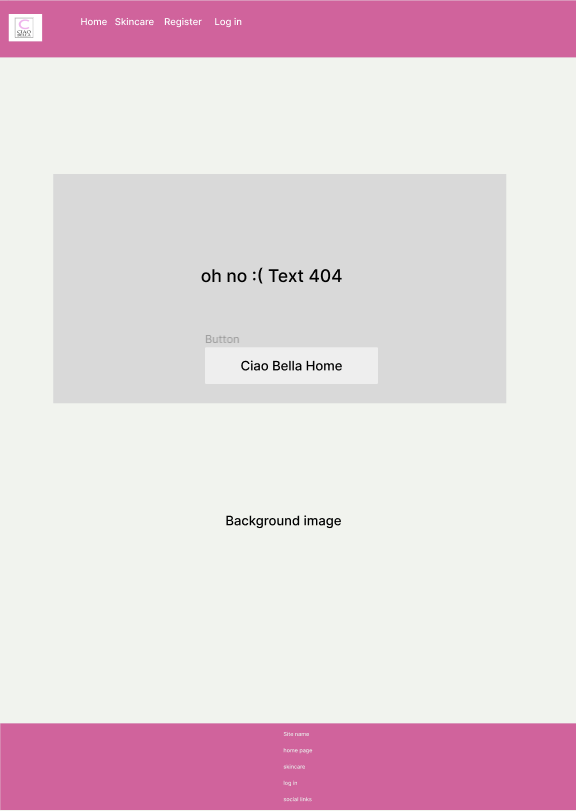 CIAO
BELLA
Home Skincare Register Log in
oh no :( Text 404
Button
Ciao Bella Home
Background image
Site name
home page
skincare
log in
social links